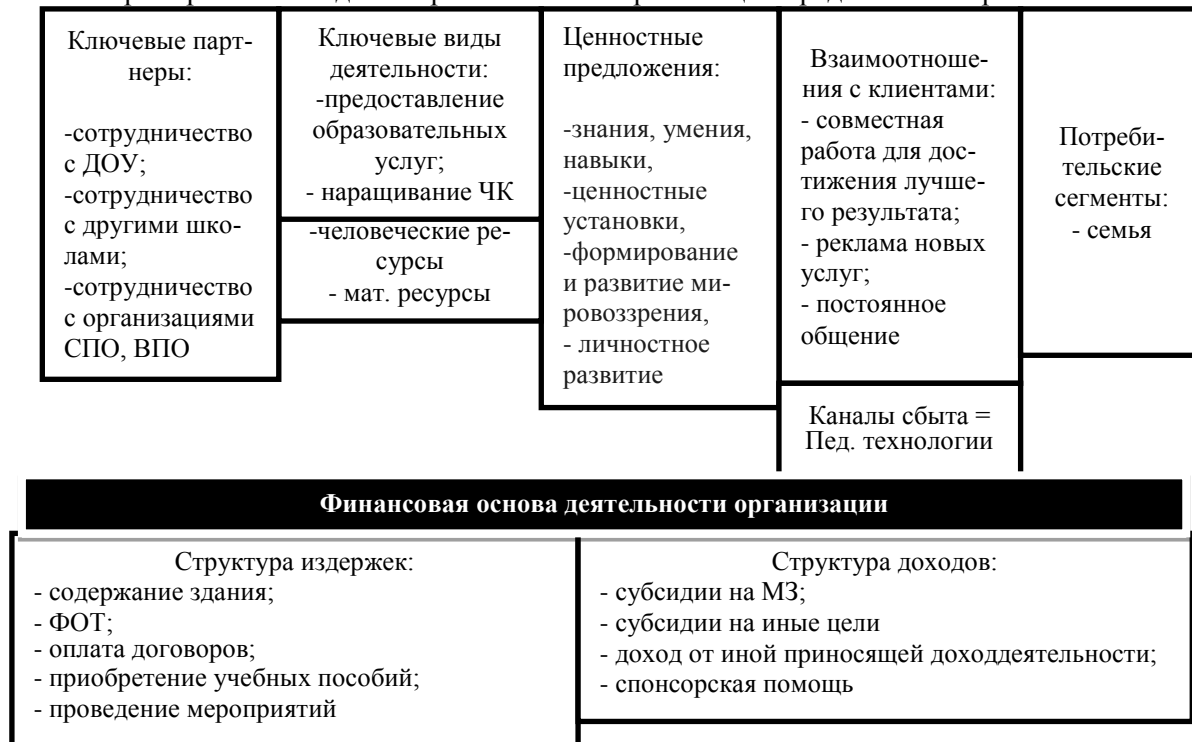 Ключевые парт-
неры:
-сотрудничество
с ДОУ;
-сотрудничество
с другими шко-
лами;
-сотрудничество
с организациями
СПО, ВПО
Ключевые виды
деятельности:
-предоставление
образовательных
услуг;
- наращивание ЧК
-человеческие ре-
сурсы
- мат. ресурсы
Ценностные
предложения:
-знания, умения,
навыки,
-ценностные
установки,
-формирование
и развитие ми-
ровоззрения,
- личностное
развитие
Взаимоотноше-
ния с клиентами:
- совместная
работа для дос-
тижения лучше-
го результата;
- реклама новых
услуг;
- постоянное
общение
Каналы сбыта =
Пед. технологии
Потреби-
тельские
сегменты:
- семья
Финансовая основа деятельности организации
Структура издержек:
- содержание здания;
- ФОТ;
- оплата договоров;
- приобретение учебных пособий;
- проведение мероприятий
Структура доходов:
- субсидии на МЗ;
- субсидии на иные цели
- доход от иной приносящей доходдеятельности;
- спонсорская помощь